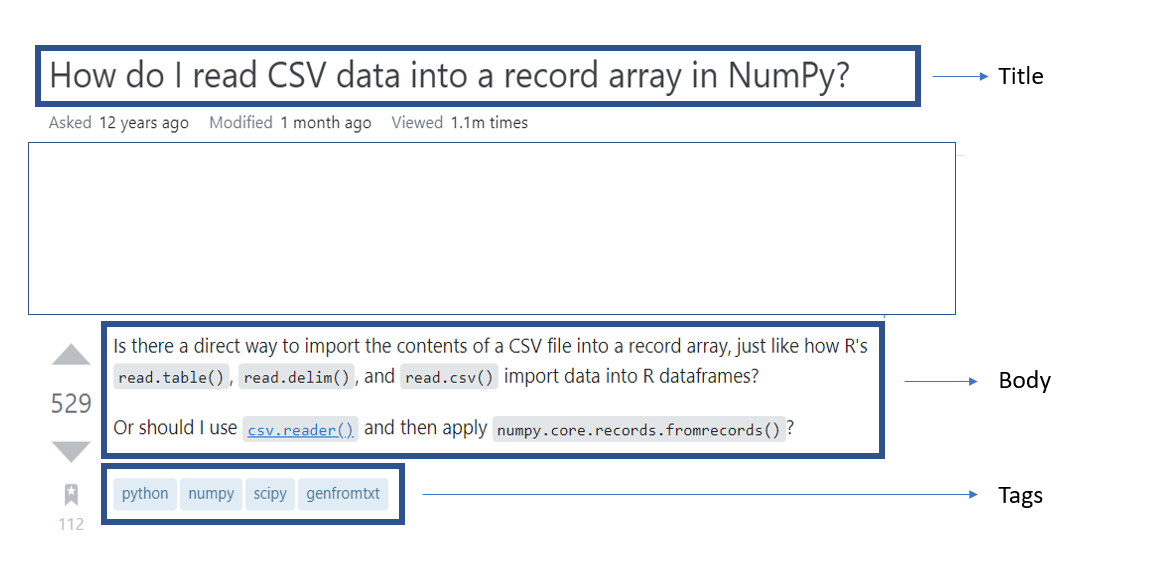 How do I read CSV data into a record array in NumPy?
Title
Asked 12 years ago Modified 1 month ago Viewed 1.1m times
Is there a direct way to import the contents of a CSV file into a record array, just like how R's
read.table(), read.delim(), and read.csv() import data into R dataframes?
Body
529
Or should I use csv.reader() and then apply numpy.core.records.fromrecords()?
python numpy scipy genfromtxt
Tags
112